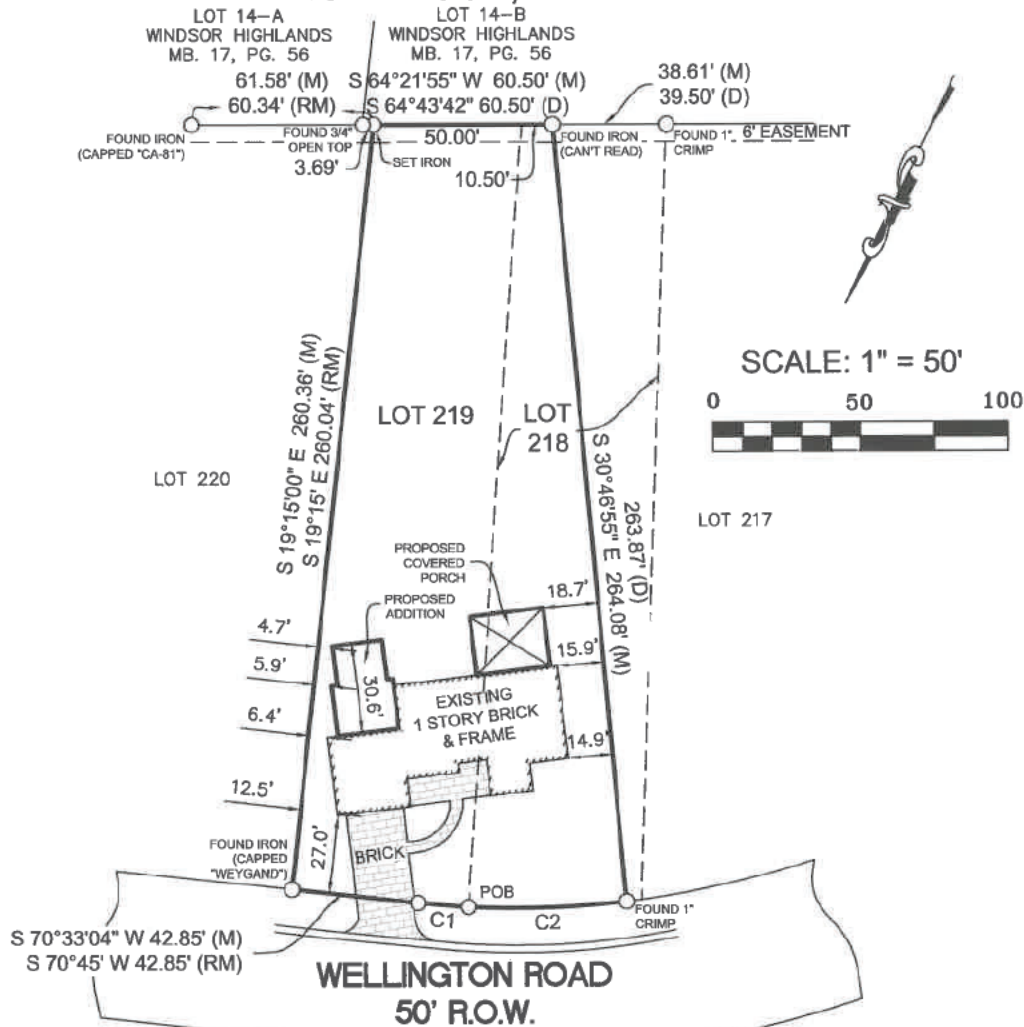 LOT 14-A
WINDSOR HIGHLANDS
MB. 17, PG. 56
LOT 14-B
WINDSOR HIGHLANDS
MB. 17, PG. 56
61.58' (M)
60.34' (RM)
S 64°21'55" W 60.50' (M)
S 64°43'42" 60.50' (D)
38.61' (M)
39.50' (D)
FOUND IRON
(CAPPED "CA-81")
FOUND 3/4"
OPEN TOP
3.69'
SET IRON
50.00'
10.50'
FOUND IRON
(CAN'T READ)
FOUND 1"
CRIMP
6' EASEMENT
SCALE: 1" = 50'
0 50 100
S 19°15'00" E 260.36' (M)
S 19°15' E 260.04' (RM)
LOT 219
LOT
218
LOT 220
LOT 217
263.87' (D)
S 30°46'55" E 264.08' (M)
PROPOSED
COVERED
PORCH
PROPOSED
ADDITION
18.7'
15.9'
14.9'
4.7'
5.9'
6.4'
12.5'
30.6'
EXISTING
1 STORY BRICK
& FRAME
27.0'
BRICK
FOUND IRON
(CAPPED
"WEYGAND")
POB
C1
C2
FOUND 1"
CRIMP
S 70°33'04" W 42.85' (M)
S 70°45' W 42.85' (RM)
WELLINGTON ROAD
50' R.O.W.